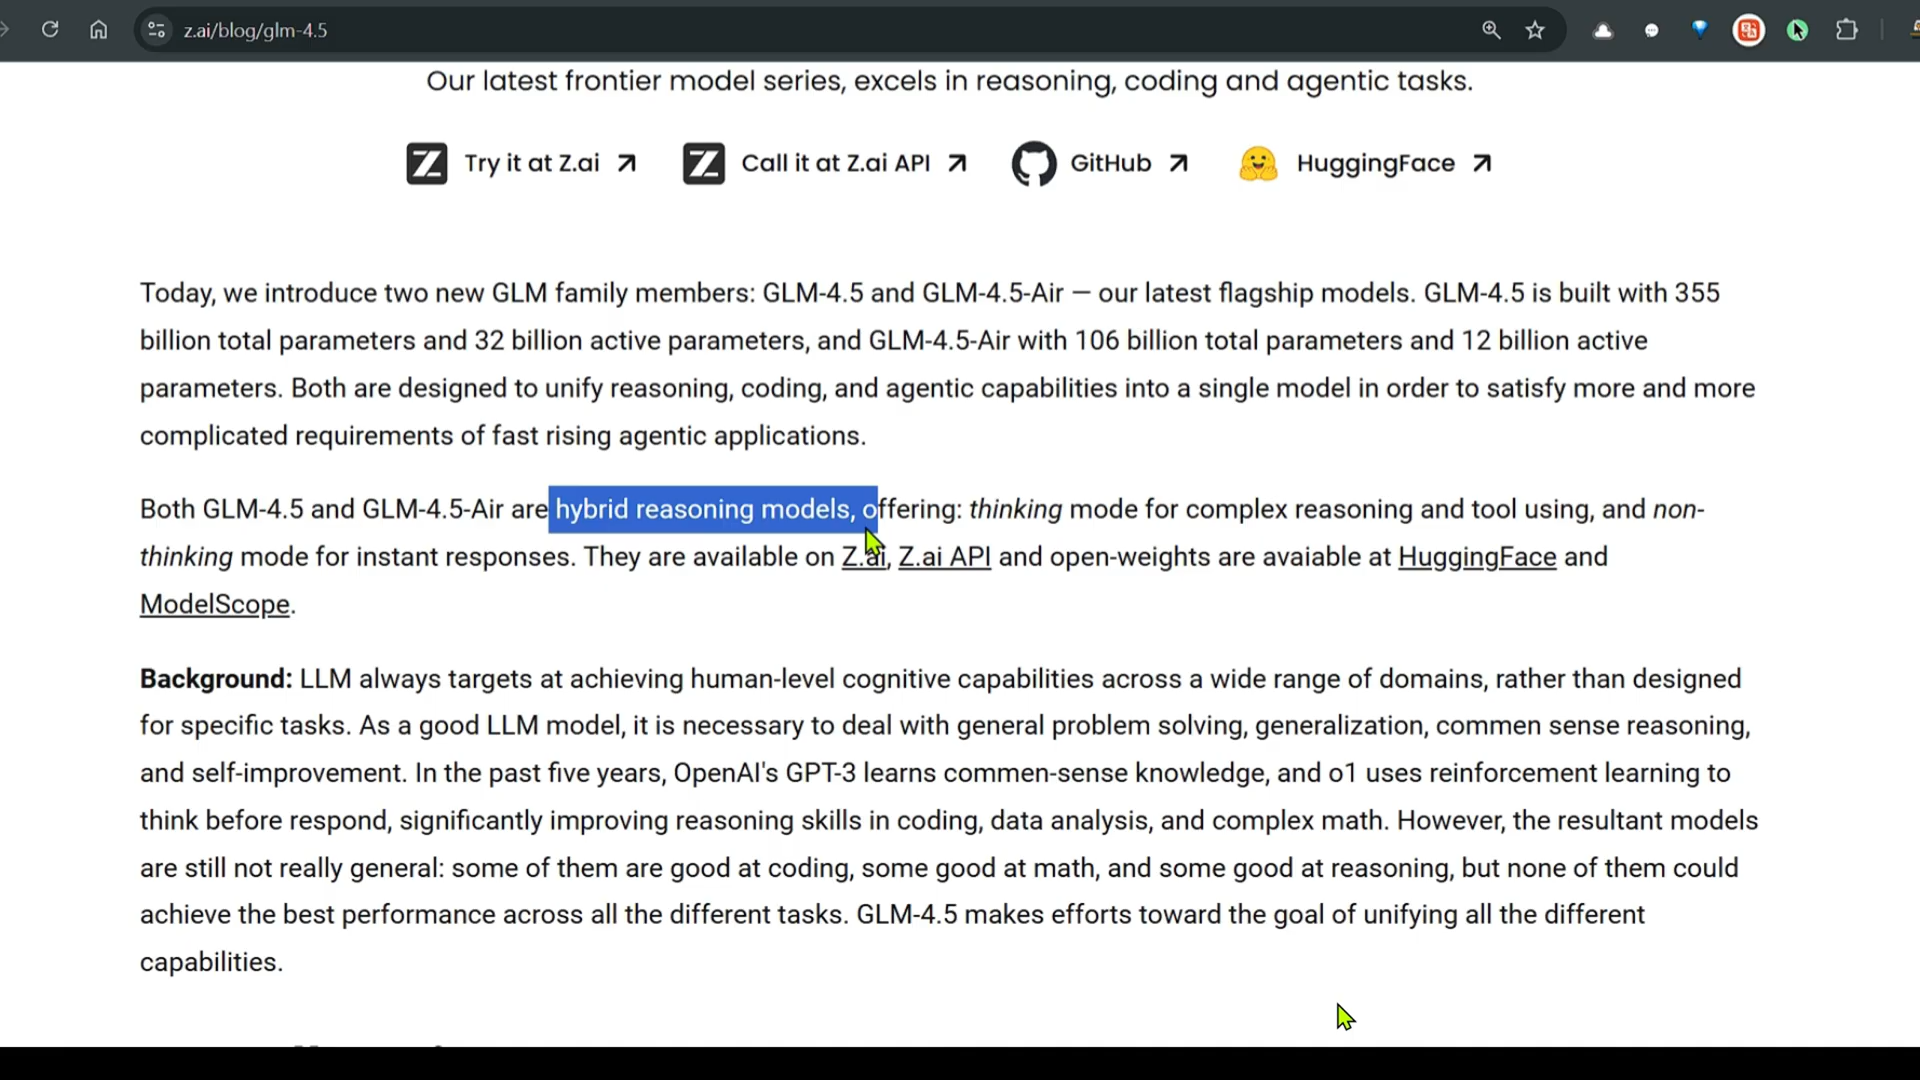 z.ai/blog/glm-4.5
Our latest frontier model series, excels in reasoning, coding and agentic tasks.
Try it at Z.ai
Call it at Z.ai API
GitHub
HuggingFace
Today, we introduce two new GLM family members: GLM-4.5 and GLM-4.5-Air — our latest flagship models. GLM-4.5 is built with 355
billion total parameters and 32 billion active parameters, and GLM-4.5-Air with 106 billion total parameters and 12 billion active
parameters. Both are designed to unify reasoning, coding, and agentic capabilities into a single model in order to satisfy more and more
complicated requirements of fast rising agentic applications.
Both GLM-4.5 and GLM-4.5-Air are hybrid reasoning models, offering: thinking mode for complex reasoning and tool using, and non-
thinking mode for instant responses. They are available on Z.ai, Z.ai API and open-weights are avaiable at HuggingFace and
ModelScope.
Background: LLM always targets at achieving human-level cognitive capabilities across a wide range of domains, rather than designed
for specific tasks. As a good LLM model, it is necessary to deal with general problem solving, generalization, commen sense reasoning,
and self-improvement. In the past five years, OpenAI's GPT-3 learns commen-sense knowledge, and o1 uses reinforcement learning to
think before respond, significantly improving reasoning skills in coding, data analysis, and complex math. However, the resultant models
are still not really general: some of them are good at coding, some good at math, and some good at reasoning, but none of them could
achieve the best performance across all the different tasks. GLM-4.5 makes efforts toward the goal of unifying all the different
capabilities.